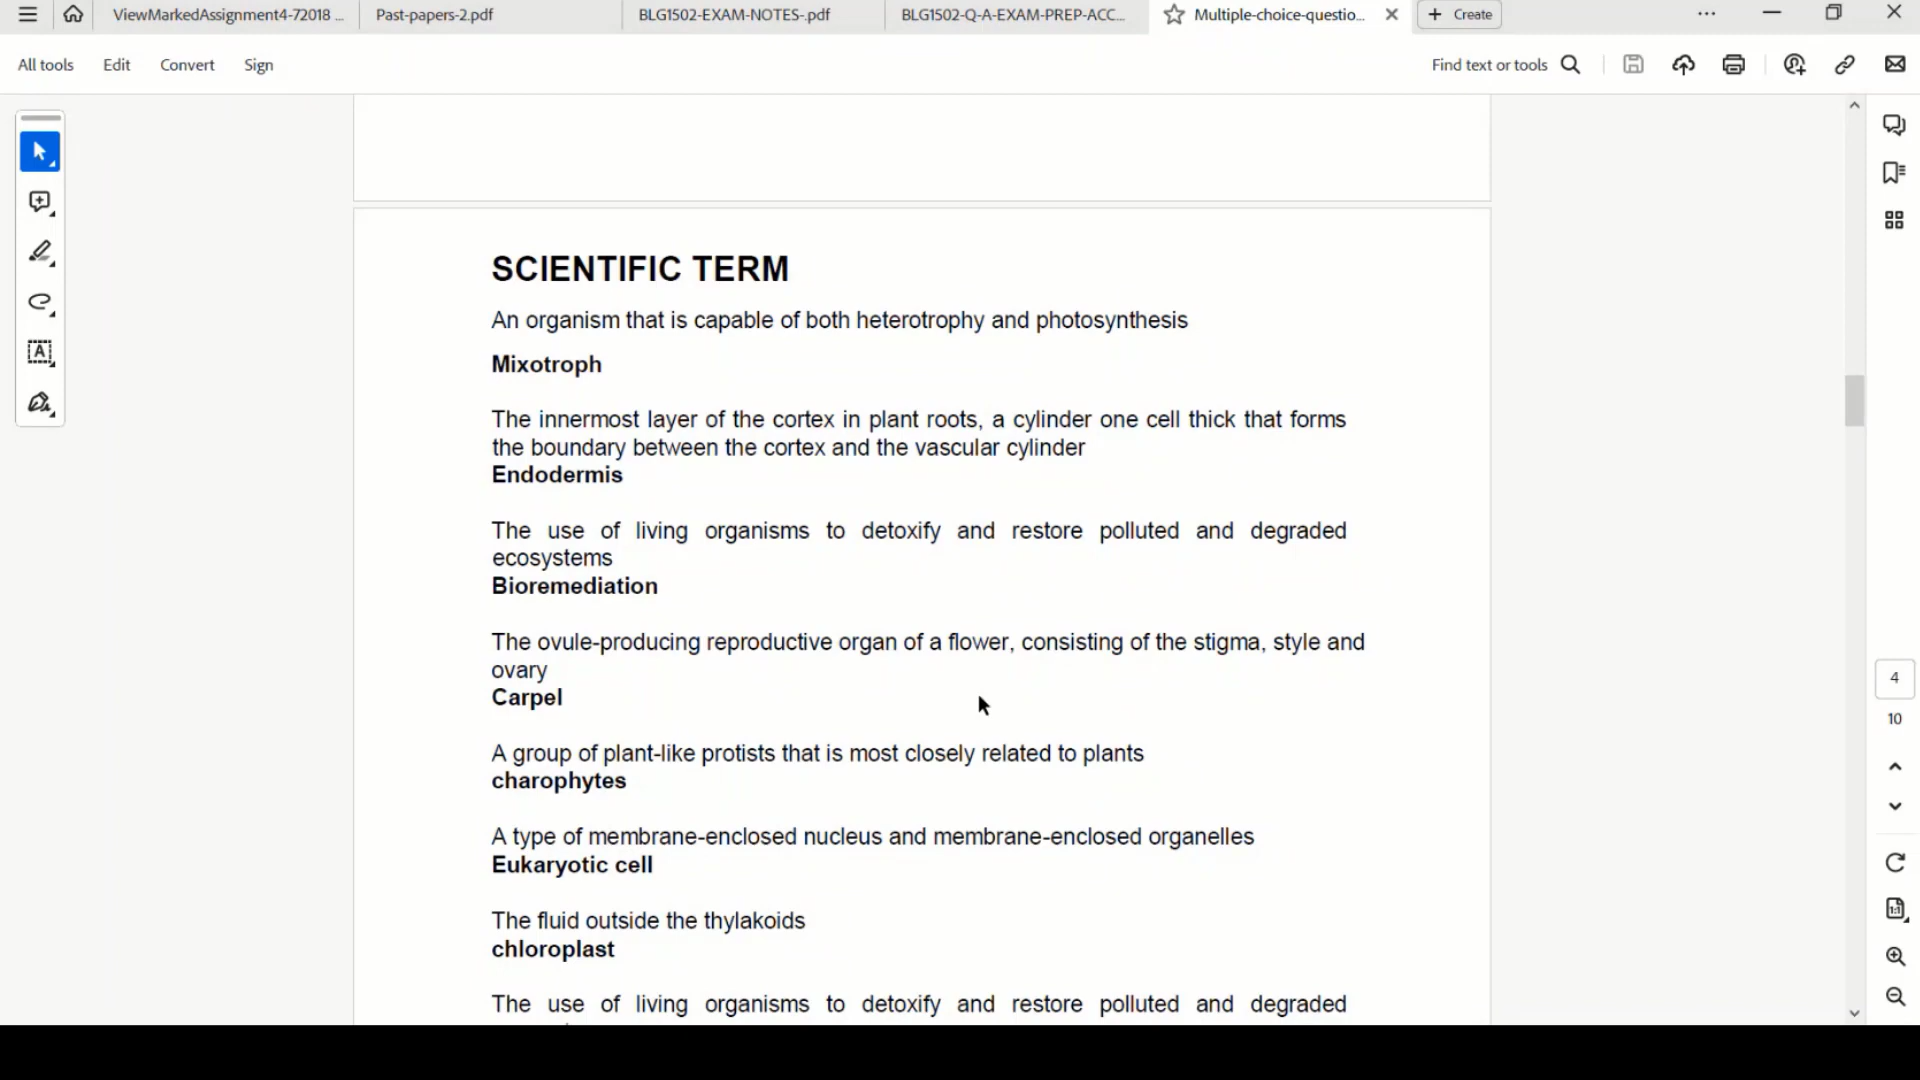 ViewMarkedAssignment4-72018 ...
Past-papers-2.pdf
BLG1502-EXAM-NOTES-.pdf
BLG1502-Q-A-EXAM-PREP-ACC...
Multiple-choice-questio...
Create
All tools
Edit
Convert
Sign
Find text or tools
SCIENTIFIC TERM
An organism that is capable of both heterotrophy and photosynthesis
Mixotroph
The innermost layer of the cortex in plant roots, a cylinder one cell thick that forms
the boundary between the cortex and the vascular cylinder
Endodermis
The use of living organisms to detoxify and restore polluted and degraded
ecosystems
Bioremediation
The ovule-producing reproductive organ of a flower, consisting of the stigma, style and
ovary
Carpel
A group of plant-like protists that is most closely related to plants
charophytes
A type of membrane-enclosed nucleus and membrane-enclosed organelles
Eukaryotic cell
The fluid outside the thylakoids
chloroplast
The use of living organisms to detoxify and restore polluted and degraded
4
10